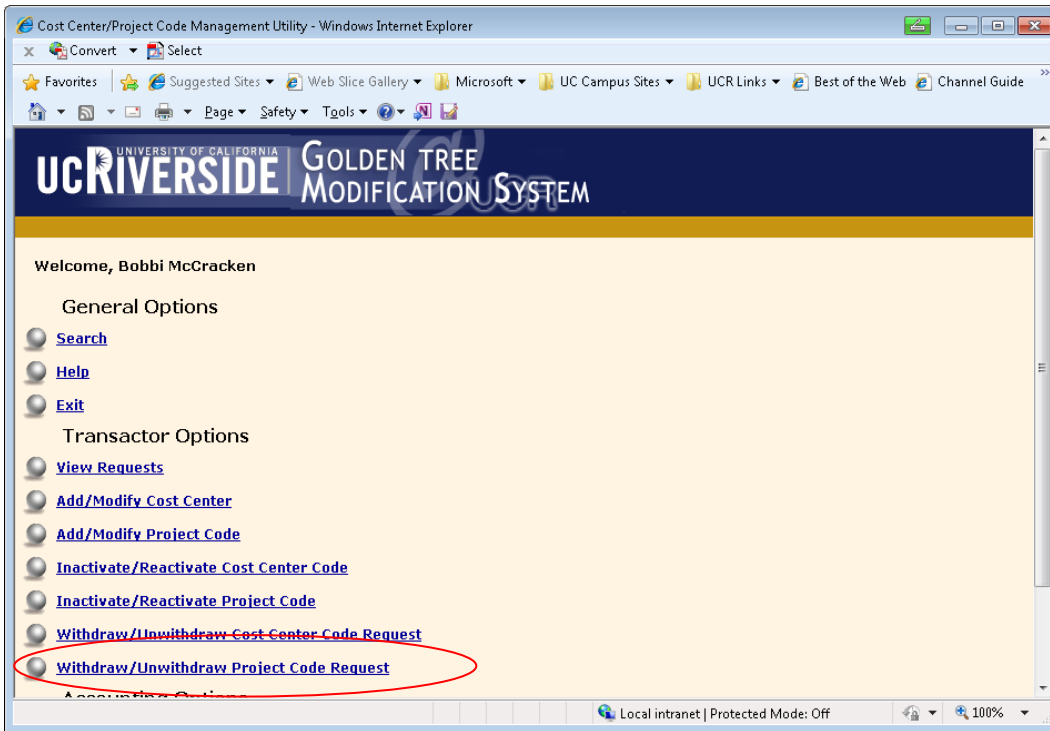 Cost Center/Project Code Management Utility - Windows Internet Explorer
x Convert Select
Favorites Suggested Sites Web Slice Gallery Microsoft UC Campus Sites UCR Links Best of the Web Channel Guide »
Page Safety Tools
UNIVERSITY OF CALIFORNIA
UCRIVERSIDE
GOLDEN TREE
MODIFICATION SYSTEM
@UCR
Welcome, Bobbi McCracken
General Options
Search
Help
Exit
Transactor Options
View Requests
Add/Modify Cost Center
Add/Modify Project Code
Inactivate/Reactivate Cost Center Code
Inactivate/Reactivate Project Code
Withdraw/Unwithdraw Cost Center Code Request
Withdraw/Unwithdraw Project Code Request
Accounting Options
Local intranet | Protected Mode: Off 100%